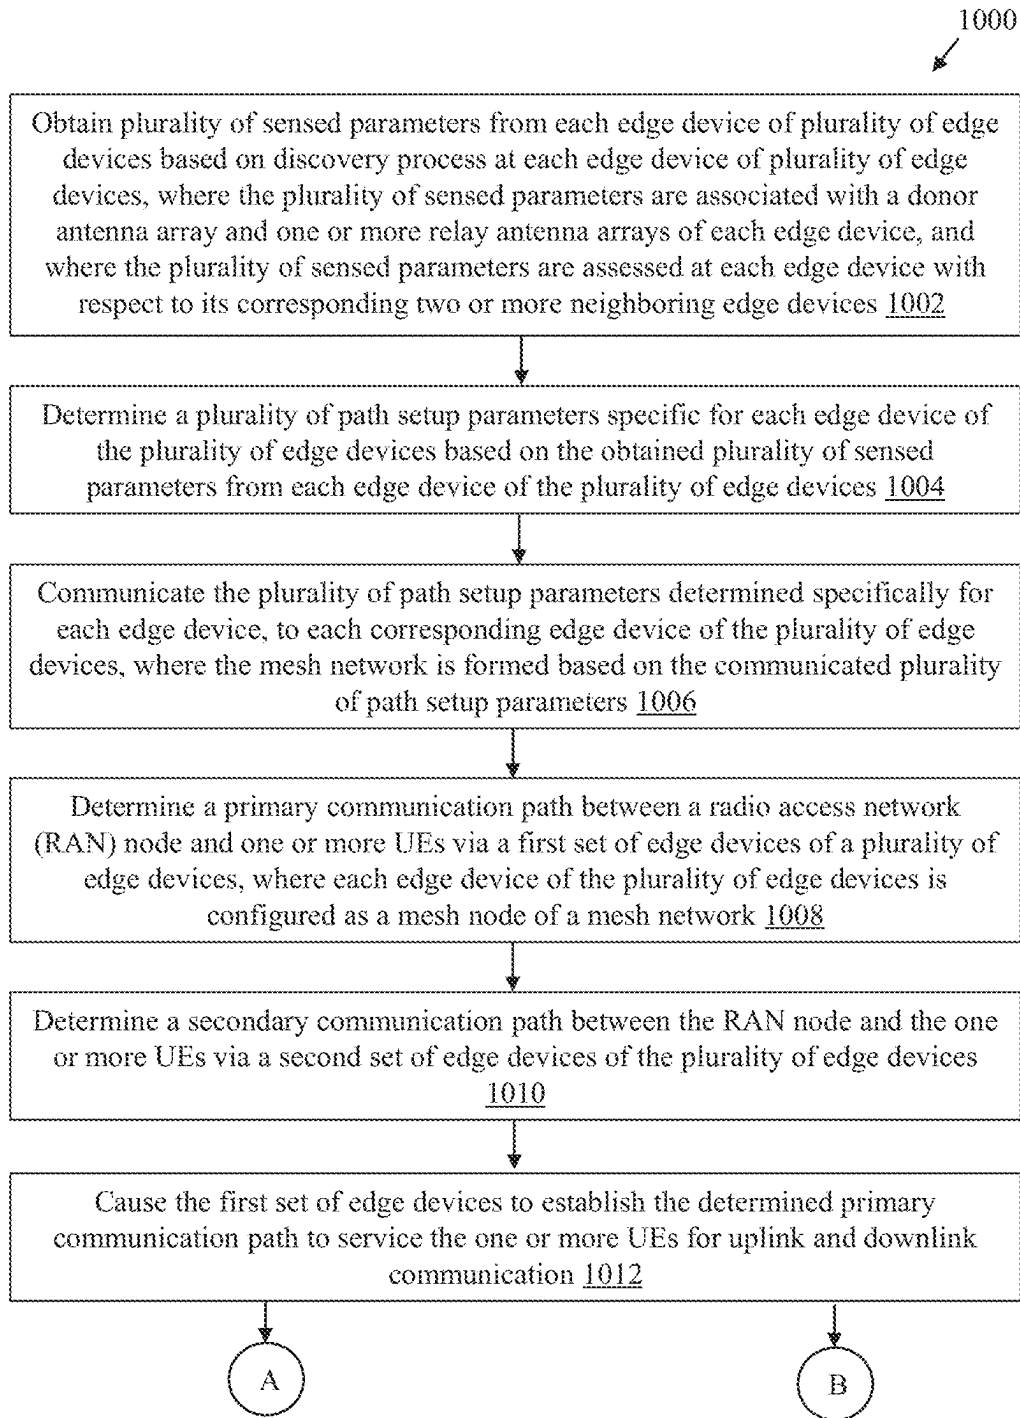 1000
Obtain plurality of sensed parameters from each edge device of plurality of edge
devices based on discovery process at each edge device of plurality of edge
devices, where the plurality of sensed parameters are associated with a donor
antenna array and one or more relay antenna arrays of each edge device, and
where the plurality of sensed parameters are assessed at each edge device with
respect to its corresponding two or more neighboring edge devices 1002
Determine a plurality of path setup parameters specific for each edge device of
the plurality of edge devices based on the obtained plurality of sensed
parameters from each edge device of the plurality of edge devices 1004
Communicate the plurality of path setup parameters determined specifically for
each edge device, to each corresponding edge device of the plurality of edge
devices, where the mesh network is formed based on the communicated plurality
of path setup parameters 1006
Determine a primary communication path between a radio access network
(RAN) node and one or more UEs via a first set of edge devices of a plurality of
edge devices, where each edge device of the plurality of edge devices is
configured as a mesh node of a mesh network 1008
Determine a secondary communication path between the RAN node and the one
or more UEs via a second set of edge devices of the plurality of edge devices
1010
Cause the first set of edge devices to establish the determined primary
communication path to service the one or more UEs for uplink and downlink
communication 1012
A
B